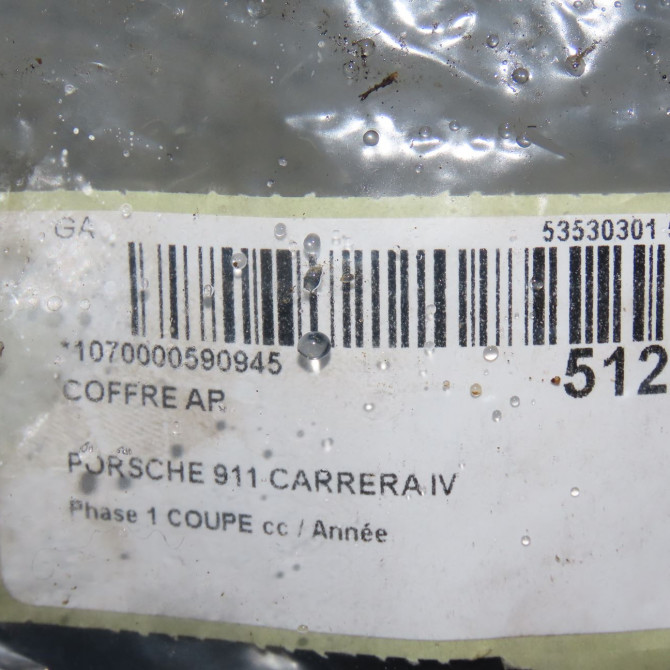 GA 53530301
*1070000590945
512
COFFRE AR
PORSCHE 911 CARRERA IV
Phase 1 COUPE cc / Année